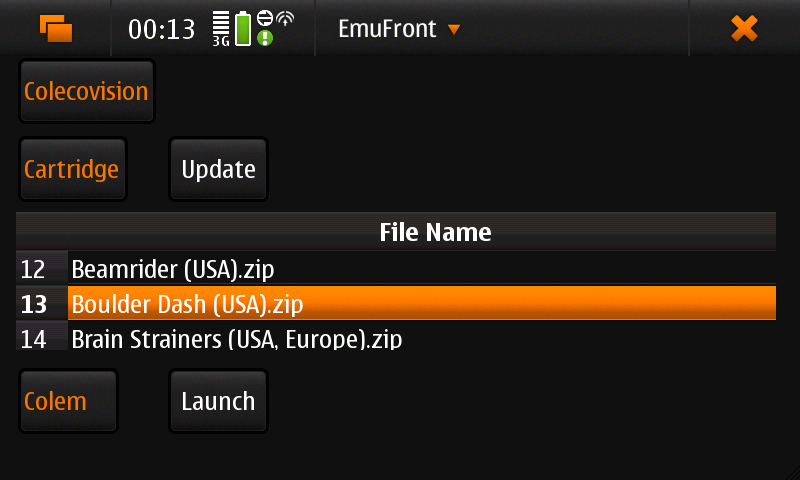 00:13 3G EmuFront
Colecovision
Cartridge Update
File Name
12 Beamrider (USA).zip
13 Boulder Dash (USA).zip
14 Brain Strainers (USA, Europe).zip
Colem Launch